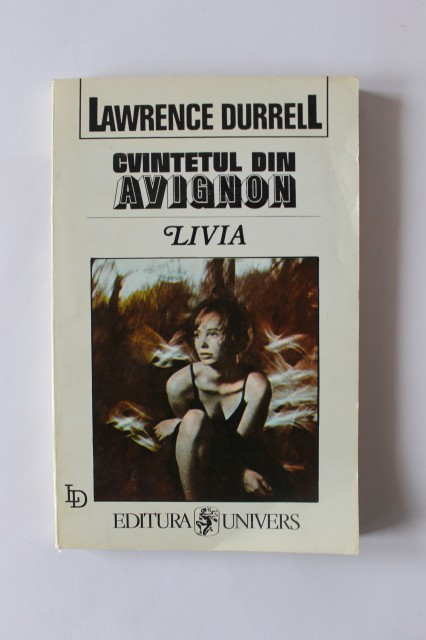 LAWRENCE DURRELL
CVINTETUL DIN
AVIGNON
LIVIA
LD
EDITURA UNIVERS